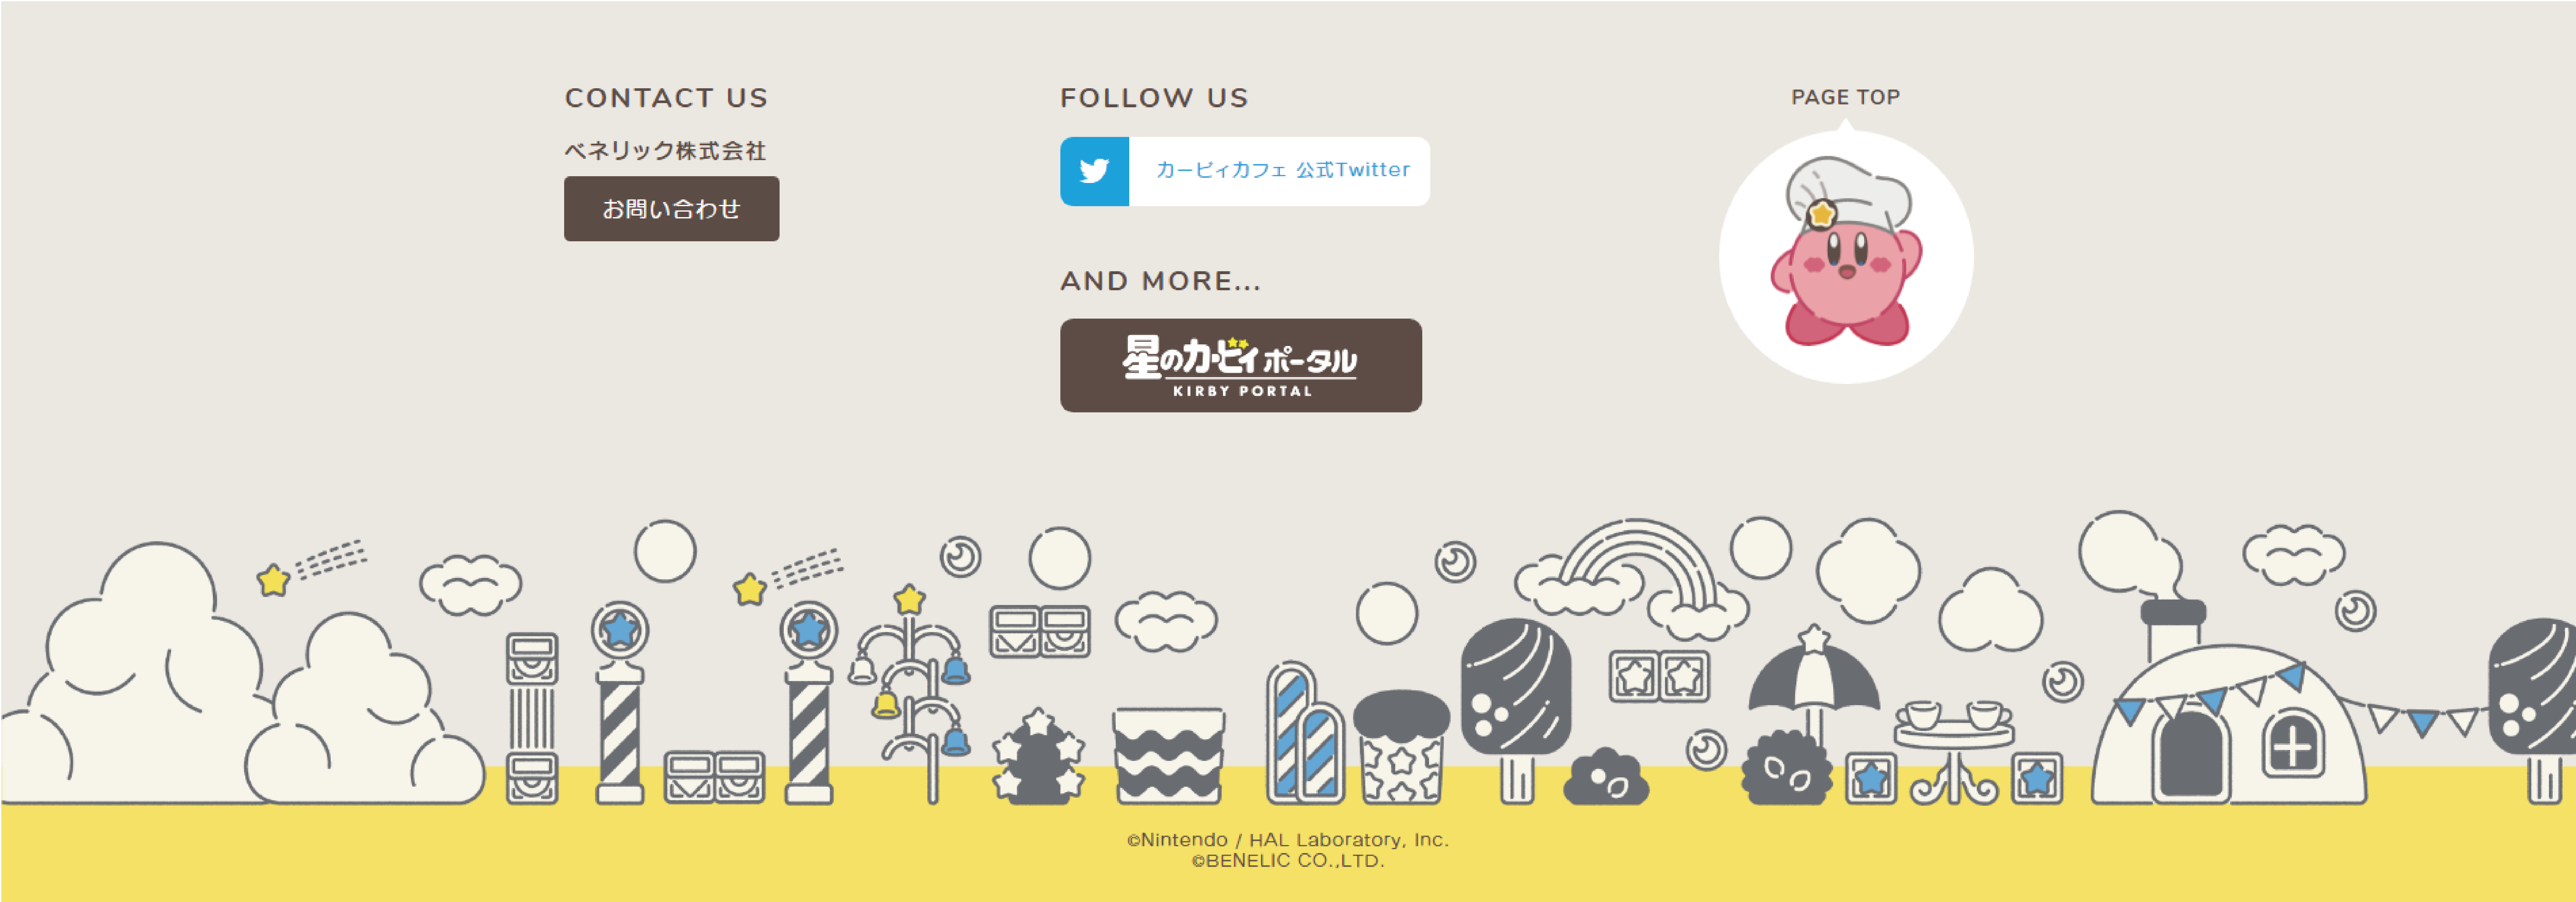 CONTACT US
ベネリック株式会社
お問い合わせ
FOLLOW US
カービィカフェ 公式Twitter
AND MORE...
星のカービィ ポータル
KIRBY PORTAL
PAGE TOP
©Nintendo / HAL Laboratory, Inc.
©BENELIC CO.,LTD.